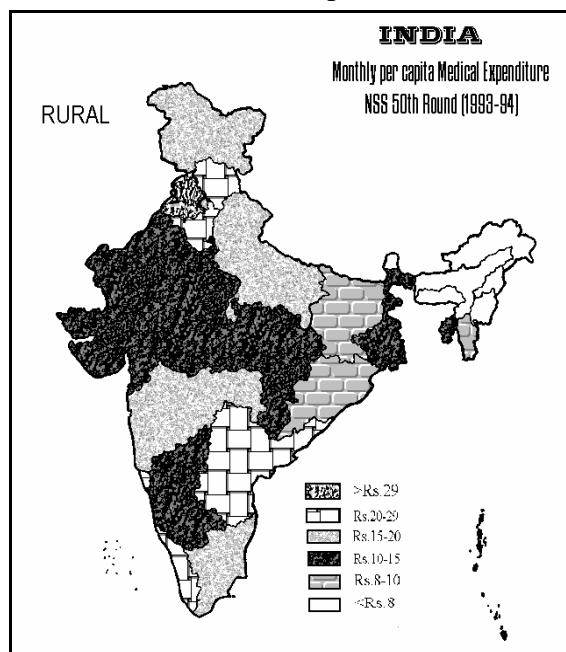 INDIA
Monthly per capita Medical Expenditure
NSS 50th Round (1993-94)
RURAL
>Rs.29
Rs.20-29
Rs.15-20
Rs.10-15
Rs.8-10
<Rs.8